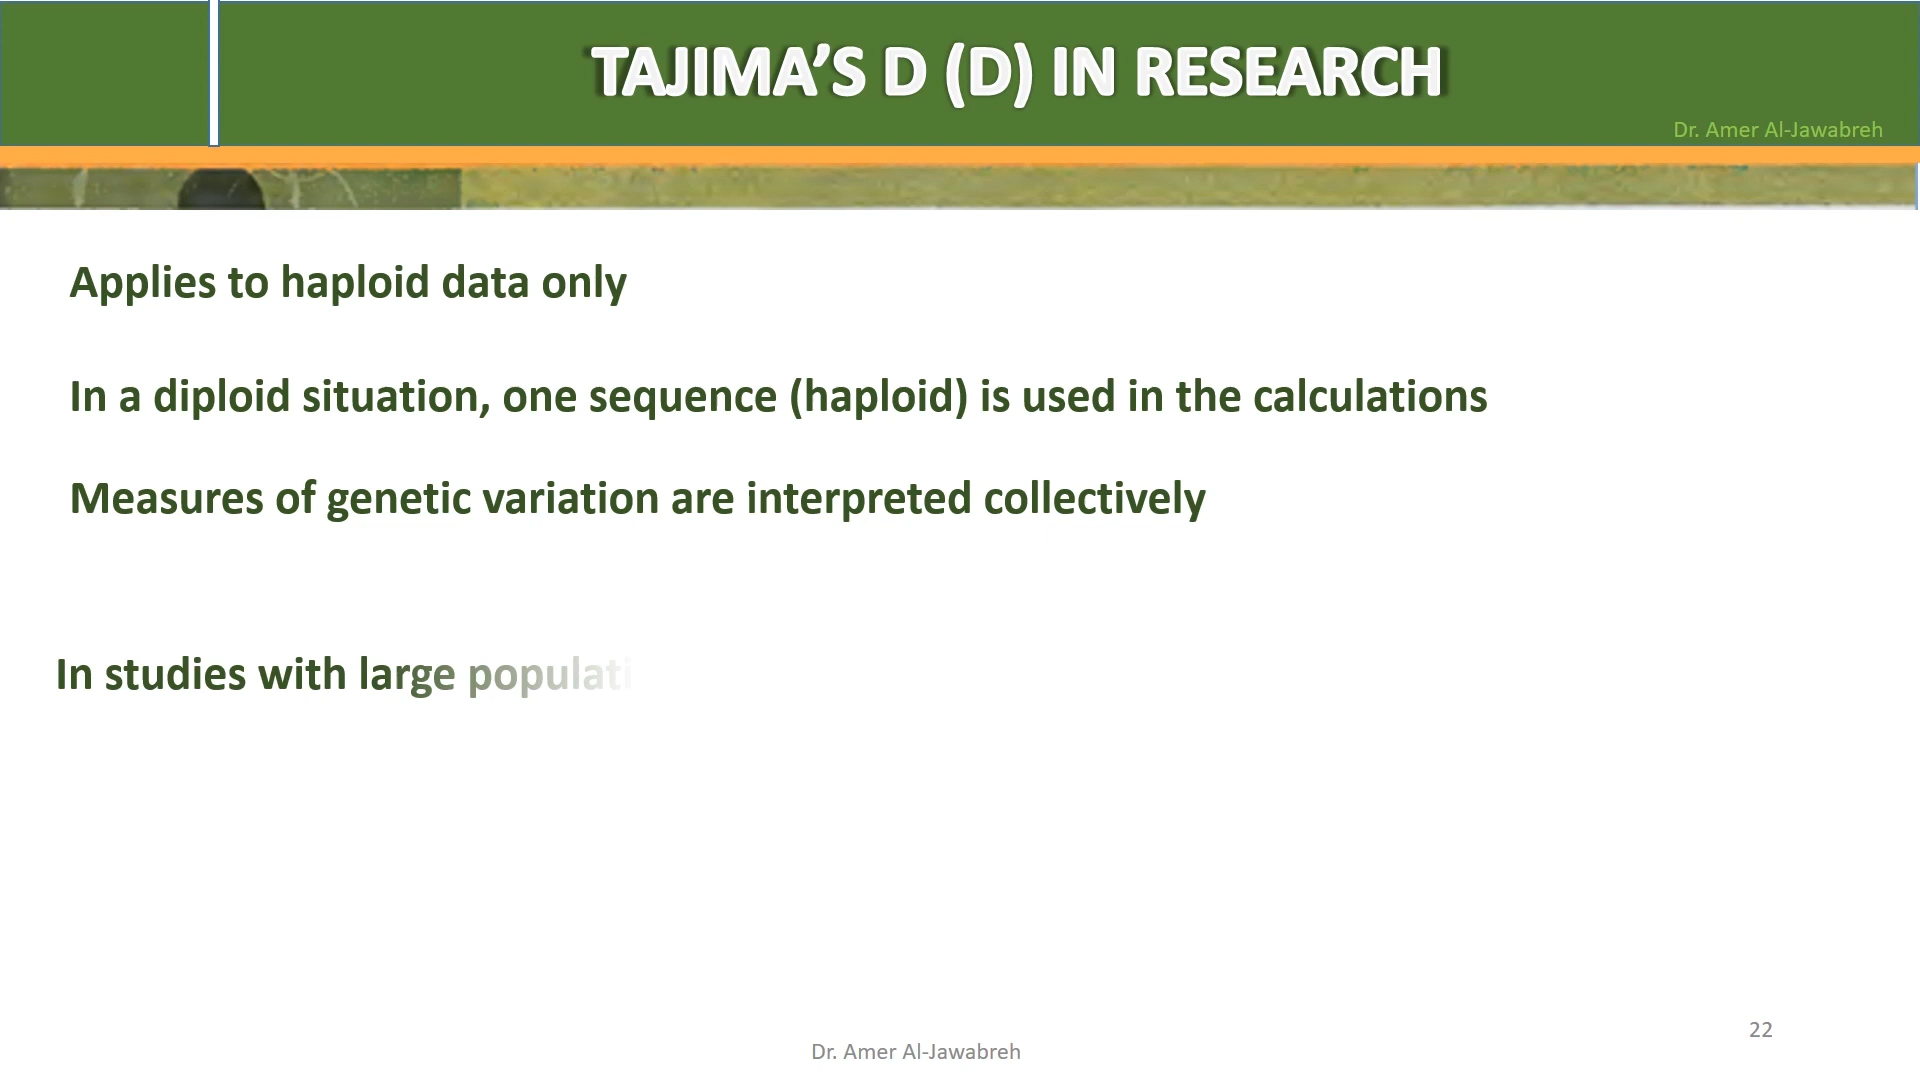 TAJIMA’S D (D) IN RESEARCH
Dr. Amer Al-Jawabreh
Applies to haploid data only
In a diploid situation, one sequence (haploid) is used in the calculations
Measures of genetic variation are interpreted collectively
In studies with large populati
22
Dr. Amer Al-Jawabreh